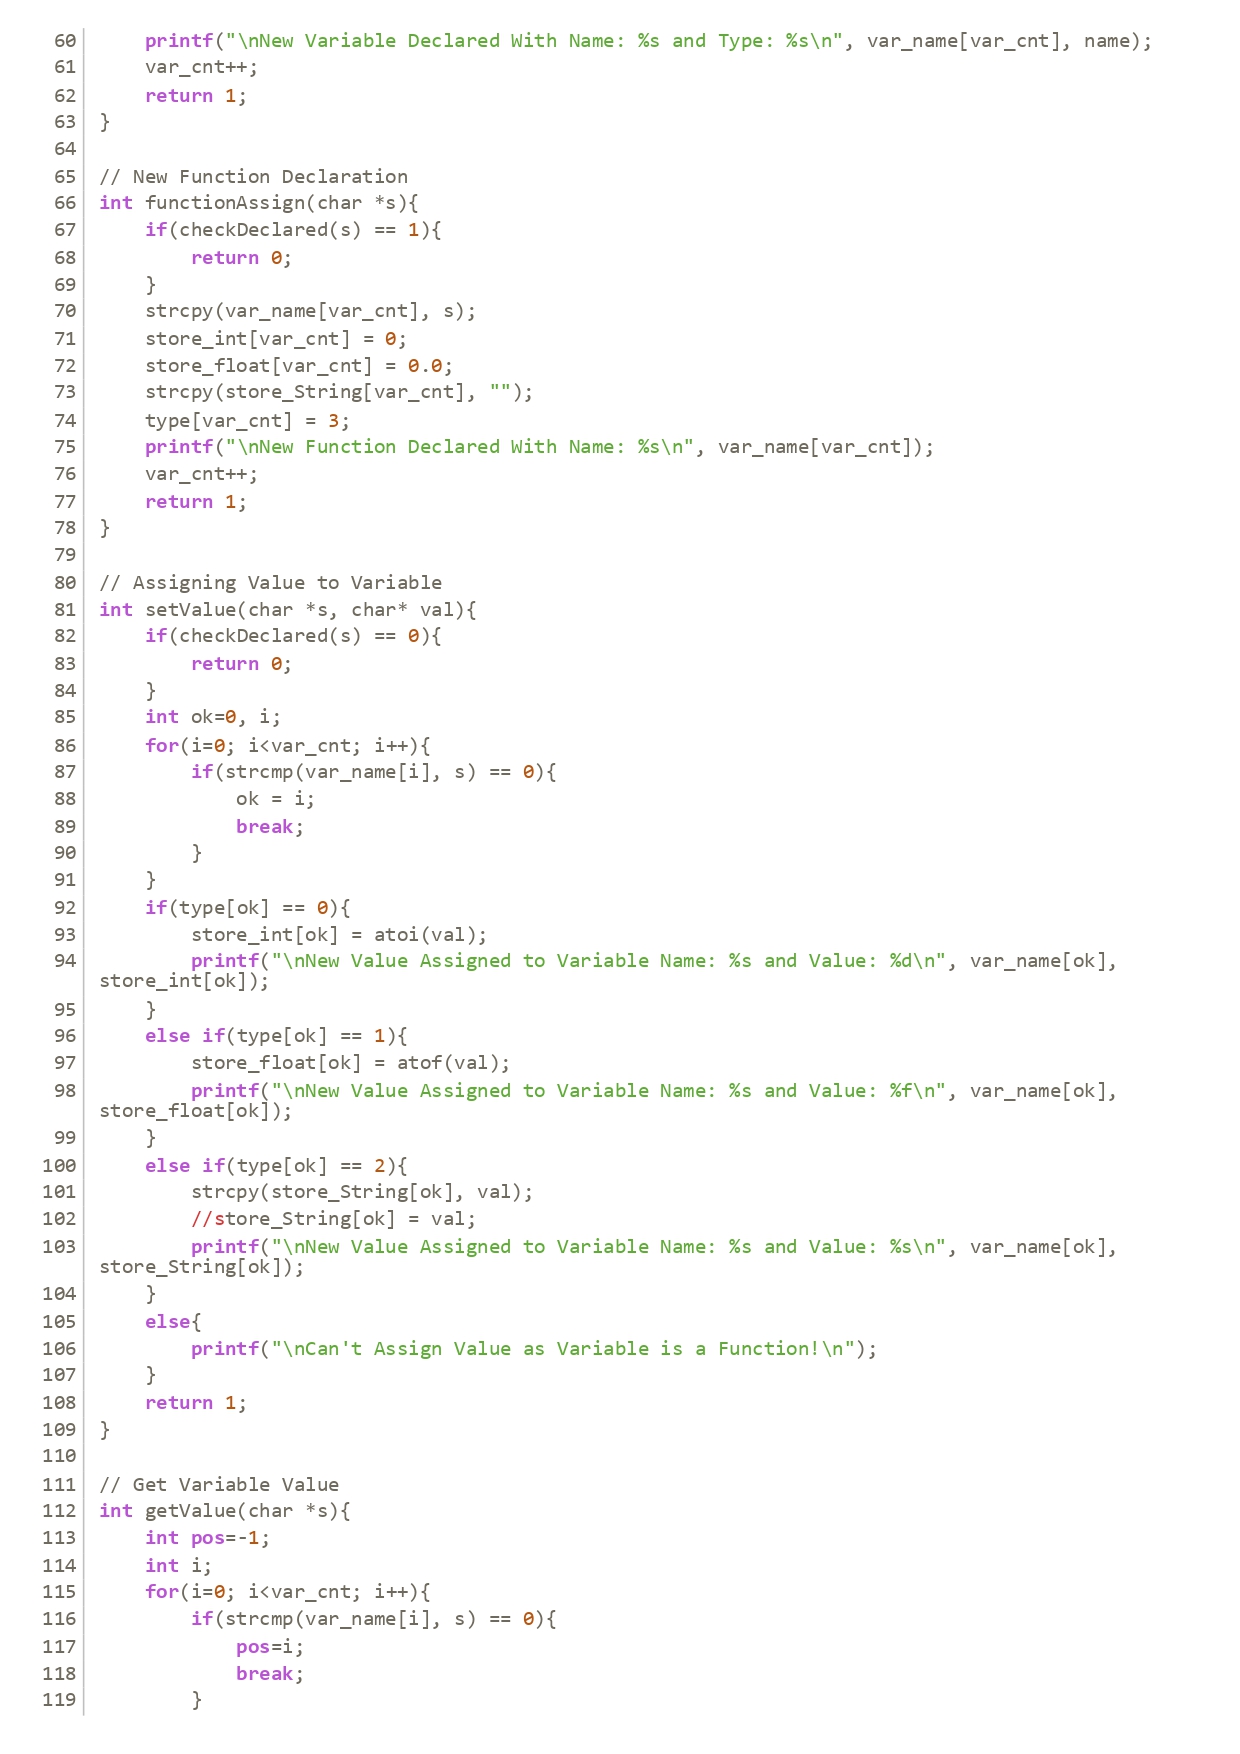 60     printf("\nNew Variable Declared With Name: %s and Type: %s\n", var_name[var_cnt], name);
61     var_cnt++;
62     return 1;
63 }
64
65 // New Function Declaration
66 int functionAssign(char *s){
67     if(checkDeclared(s) == 1){
68         return 0;
69     }
70     strcpy(var_name[var_cnt], s);
71     store_int[var_cnt] = 0;
72     store_float[var_cnt] = 0.0;
73     strcpy(store_String[var_cnt], "");
74     type[var_cnt] = 3;
75     printf("\nNew Function Declared With Name: %s\n", var_name[var_cnt]);
76     var_cnt++;
77     return 1;
78 }
79
80 // Assigning Value to Variable
81 int setValue(char *s, char* val){
82     if(checkDeclared(s) == 0){
83         return 0;
84     }
85     int ok=0, i;
86     for(i=0; i<var_cnt; i++){
87         if(strcmp(var_name[i], s) == 0){
88             ok = i;
89             break;
90         }
91     }
92     if(type[ok] == 0){
93         store_int[ok] = atoi(val);
94         printf("\nNew Value Assigned to Variable Name: %s and Value: %d\n", var_name[ok],
store_int[ok]);
95     }
96     else if(type[ok] == 1){
97         store_float[ok] = atof(val);
98         printf("\nNew Value Assigned to Variable Name: %s and Value: %f\n", var_name[ok],
store_float[ok]);
99     }
100     else if(type[ok] == 2){
101         strcpy(store_String[ok], val);
102         //store_String[ok] = val;
103         printf("\nNew Value Assigned to Variable Name: %s and Value: %s\n", var_name[ok],
store_String[ok]);
104     }
105     else{
106         printf("\nCan't Assign Value as Variable is a Function!\n");
107     }
108     return 1;
109 }
110
111 // Get Variable Value
112 int getValue(char *s){
113     int pos=-1;
114     int i;
115     for(i=0; i<var_cnt; i++){
116         if(strcmp(var_name[i], s) == 0){
117             pos=i;
118             break;
119         }